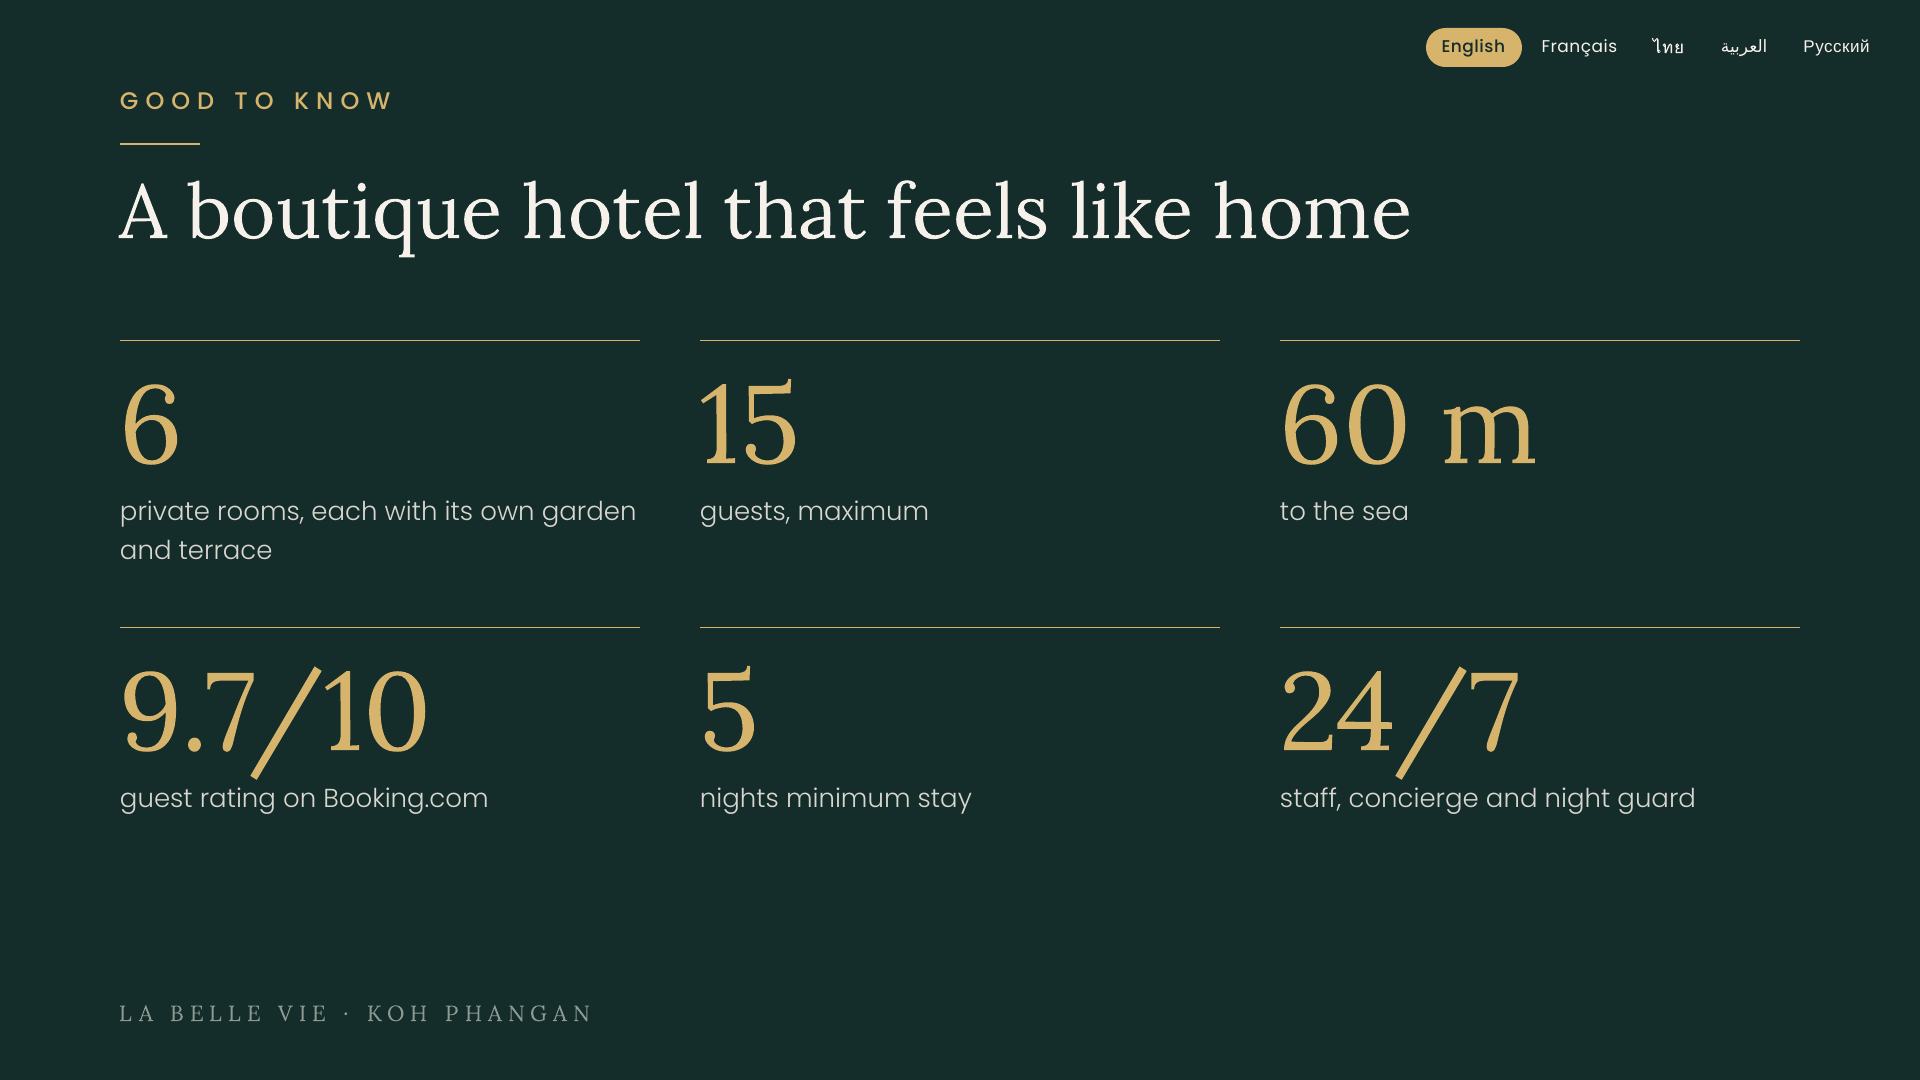 English Français ไทย العربية Русский
GOOD TO KNOW
A boutique hotel that feels like home
6
private rooms, each with its own garden
and terrace
15
guests, maximum
60 m
to the sea
9.7/10
guest rating on Booking.com
5
nights minimum stay
24/7
staff, concierge and night guard
LA BELLE VIE · KOH PHANGAN